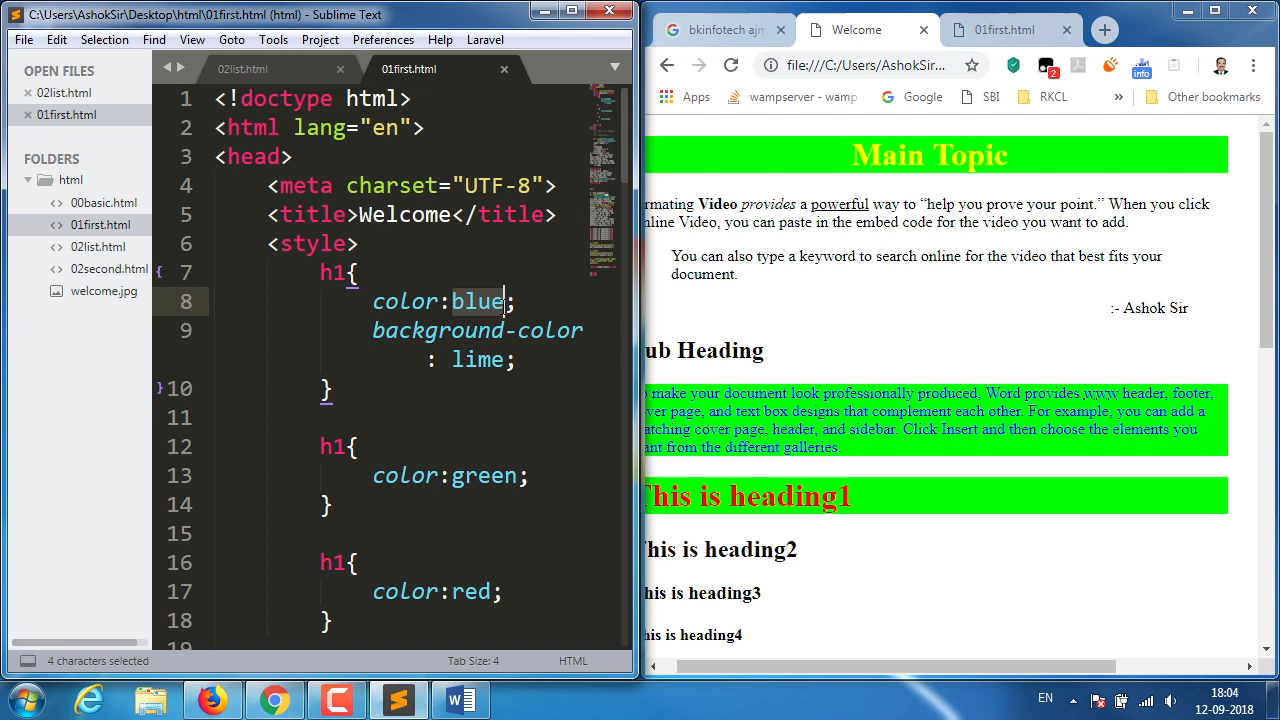 C:\Users\AshokSir\Desktop\html\01first.html (html) - Sublime Text
File Edit Selection Find View Goto Tools Project Preferences Help Laravel
OPEN FILES
02list.html
01first.html
FOLDERS
html
00basic.html
01first.html
02list.html
02second.html
welcome.jpg
02list.html
01first.html
1 <!doctype html>
2 <html lang="en">
3 <head>
4 <meta charset="UTF-8">
5 <title>Welcome</title>
6 <style>
7 h1{
8 color:blue;
9 background-color
: lime;
10 }
11
12 h1{
13 color:green;
14 }
15
16 h1{
17 color:red;
18 }
4 characters selected
Tab Size: 4
HTML
bkinfotech ajm
Welcome
01first.html
file:///C:/Users/AshokSir...
2
info
Apps
wampserver - wamp
Google
SBI
RKCL
»
Other bookmarks
Main Topic
rmating Video provides a powerful way to “help you prove your point.” When you click
nline Video, you can paste in the embed code for the video you want to add.
You can also type a keyword to search online for the video that best fits your
document.
:- Ashok Sir
ub Heading
o make your document look professionally produced, Word provides www header, footer,
ver page, and text box designs that complement each other. For example, you can add a
atching cover page, header, and sidebar. Click Insert and then choose the elements you
ant from the different galleries.
This is heading1
his is heading2
his is heading3
his is heading4
EN
18:04
12-09-2018